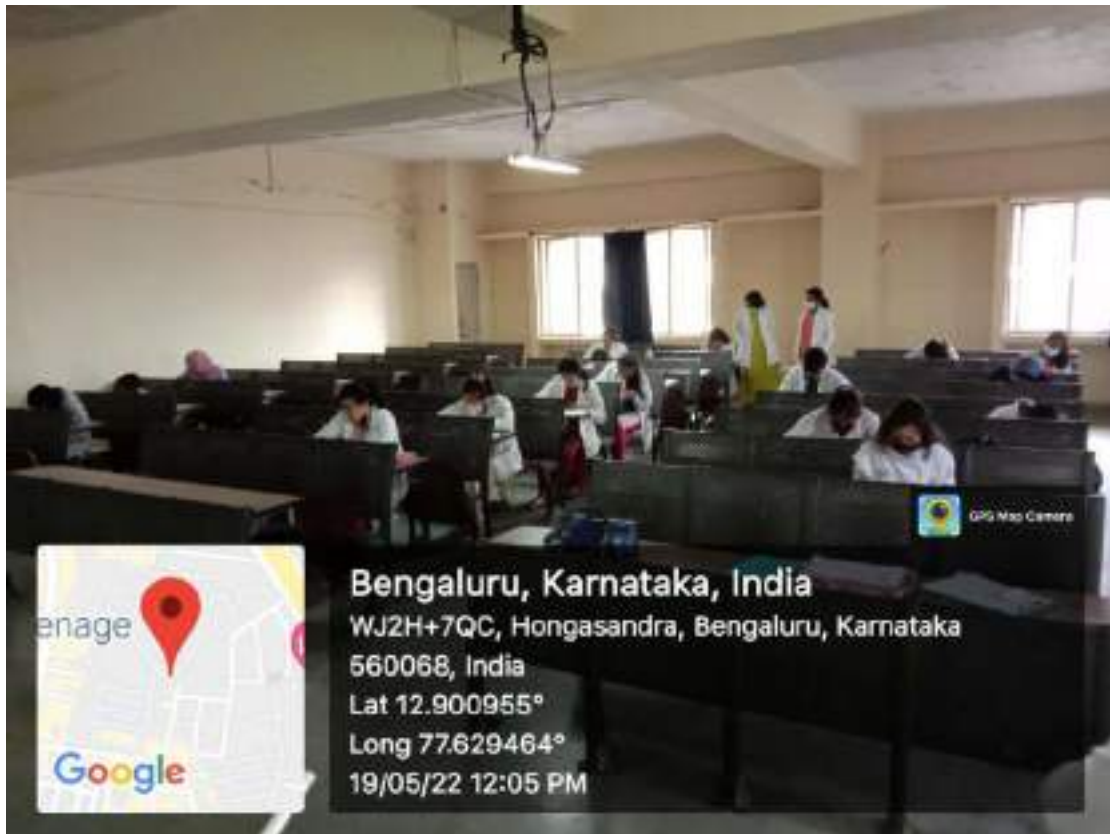 GPS Map Camera
enage
Google
Bengaluru, Karnataka, India
WJ2H+7QC, Hongasandra, Bengaluru, Karnataka
560068, India
Lat 12.900955°
Long 77.629464°
19/05/22 12:05 PM